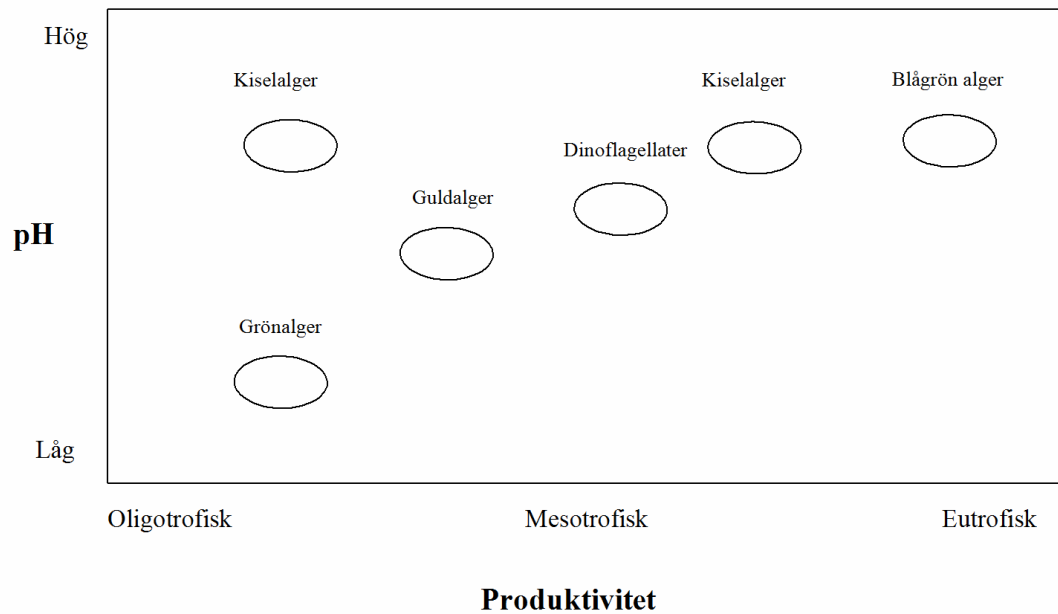 Hög
Kiselalger
Kiselalger
Blågrön alger
Dinoflagellater
Guldalger
pH
Grönalger
Låg
Oligotrofisk
Mesotrofisk
Eutrofisk
Produktivitet